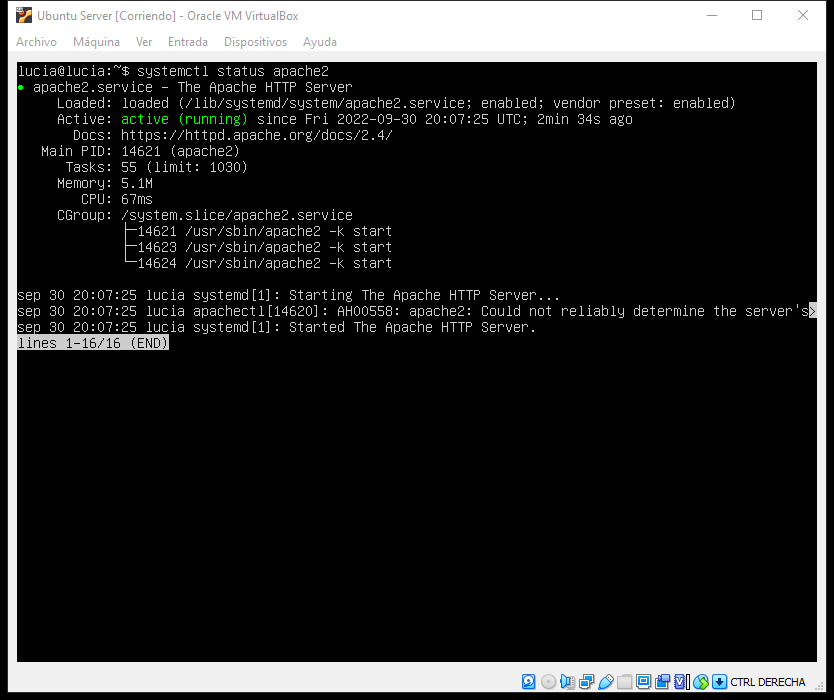 Ubuntu Server [Corriendo] - Oracle VM VirtualBox
Archivo Máquina Ver Entrada Dispositivos Ayuda
lucia@lucia:~$ systemctl status apache2
● apache2.service - The Apache HTTP Server
Loaded: loaded (/lib/systemd/system/apache2.service; enabled; vendor preset: enabled)
Active: active (running) since Fri 2022-09-30 20:07:25 UTC; 2min 34s ago
Docs: https://httpd.apache.org/docs/2.4/
Main PID: 14621 (apache2)
Tasks: 55 (limit: 1030)
Memory: 5.1M
CPU: 67ms
CGroup: /system.slice/apache2.service
├─14621 /usr/sbin/apache2 -k start
├─14623 /usr/sbin/apache2 -k start
└─14624 /usr/sbin/apache2 -k start
sep 30 20:07:25 lucia systemd[1]: Starting The Apache HTTP Server...
sep 30 20:07:25 lucia apachectl[14620]: AH00558: apache2: Could not reliably determine the server's>
sep 30 20:07:25 lucia systemd[1]: Started The Apache HTTP Server.
lines 1-16/16 (END)
CTRL DERECHA